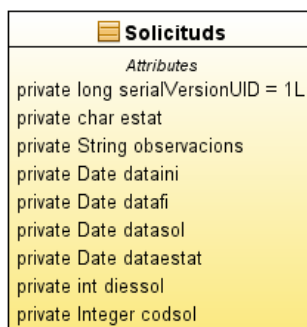 Solicituds
Attributes
private long serialVersionUID = 1L
private char estat
private String observacions
private Date dataini
private Date datafi
private Date datasol
private Date dataestat
private int diessol
private Integer codsol